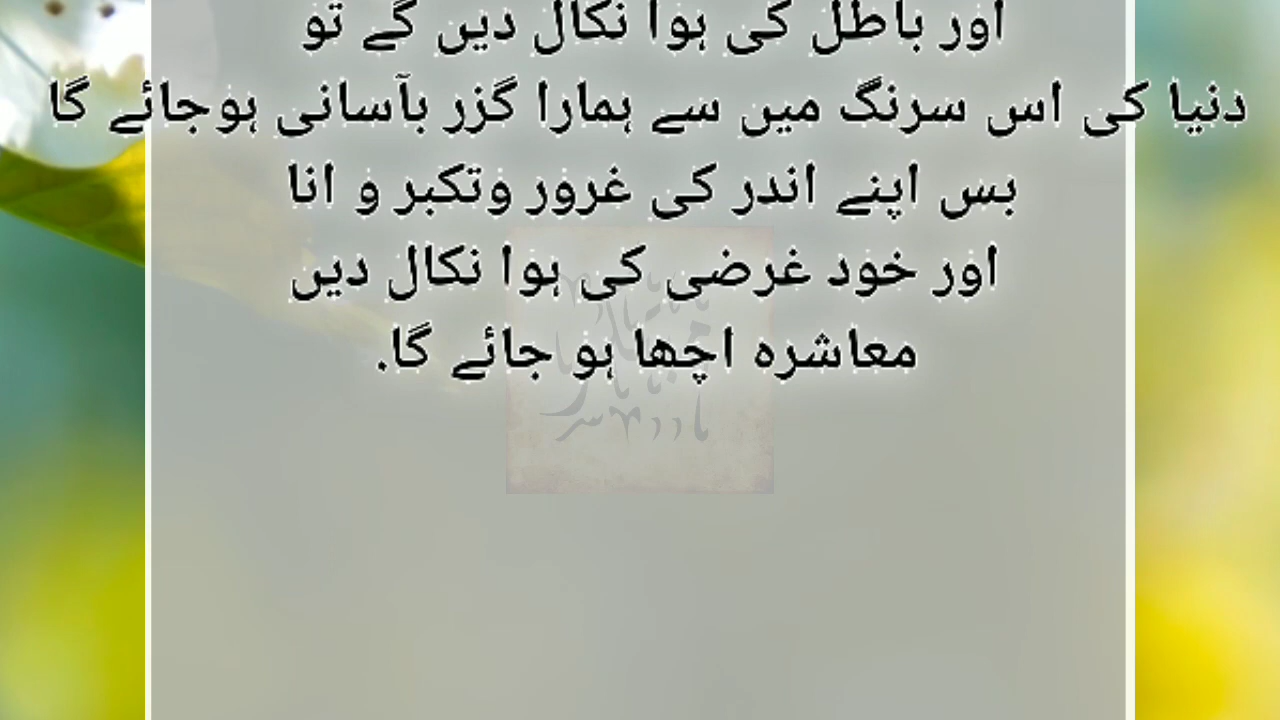 اور باطل کی ہوا نکال دیں گے تو
دنیا کی اس سرنگ میں سے ہمارا گزر بآسانی ہوجائے گا
بس اپنے اندر کی غرور وتکبر و انا
اور خود غرضی کی ہوا نکال دیں
معاشرہ اچھا ہو جائے گا.